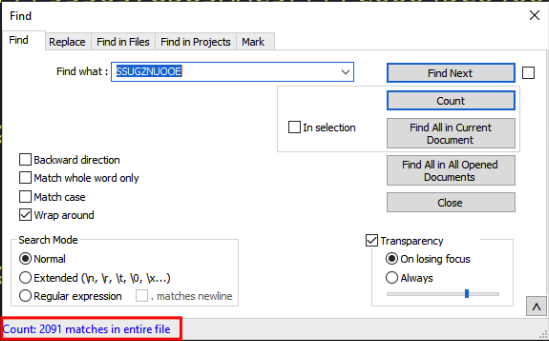 Find
Find Replace Find in Files Find in Projects Mark
Find what : SSUGZNUOOE Find Next
Count
In selection Find All in Current Document
Backward direction Find All in All Opened Documents
Match whole word only
Match case Close
Wrap around
Search Mode Transparency
Normal On losing focus
Extended (\n, \r, \t, \0, \x...) Always
Regular expression . matches newline
Count: 2091 matches in entire file